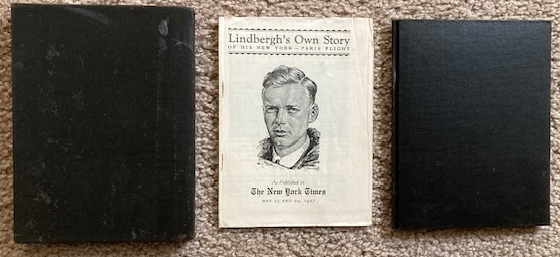 Lindbergh's Own Story
OF HIS NEW YORK—PARIS FLIGHT
As Published in
The New York Times
MAY 23 AND 24, 1927